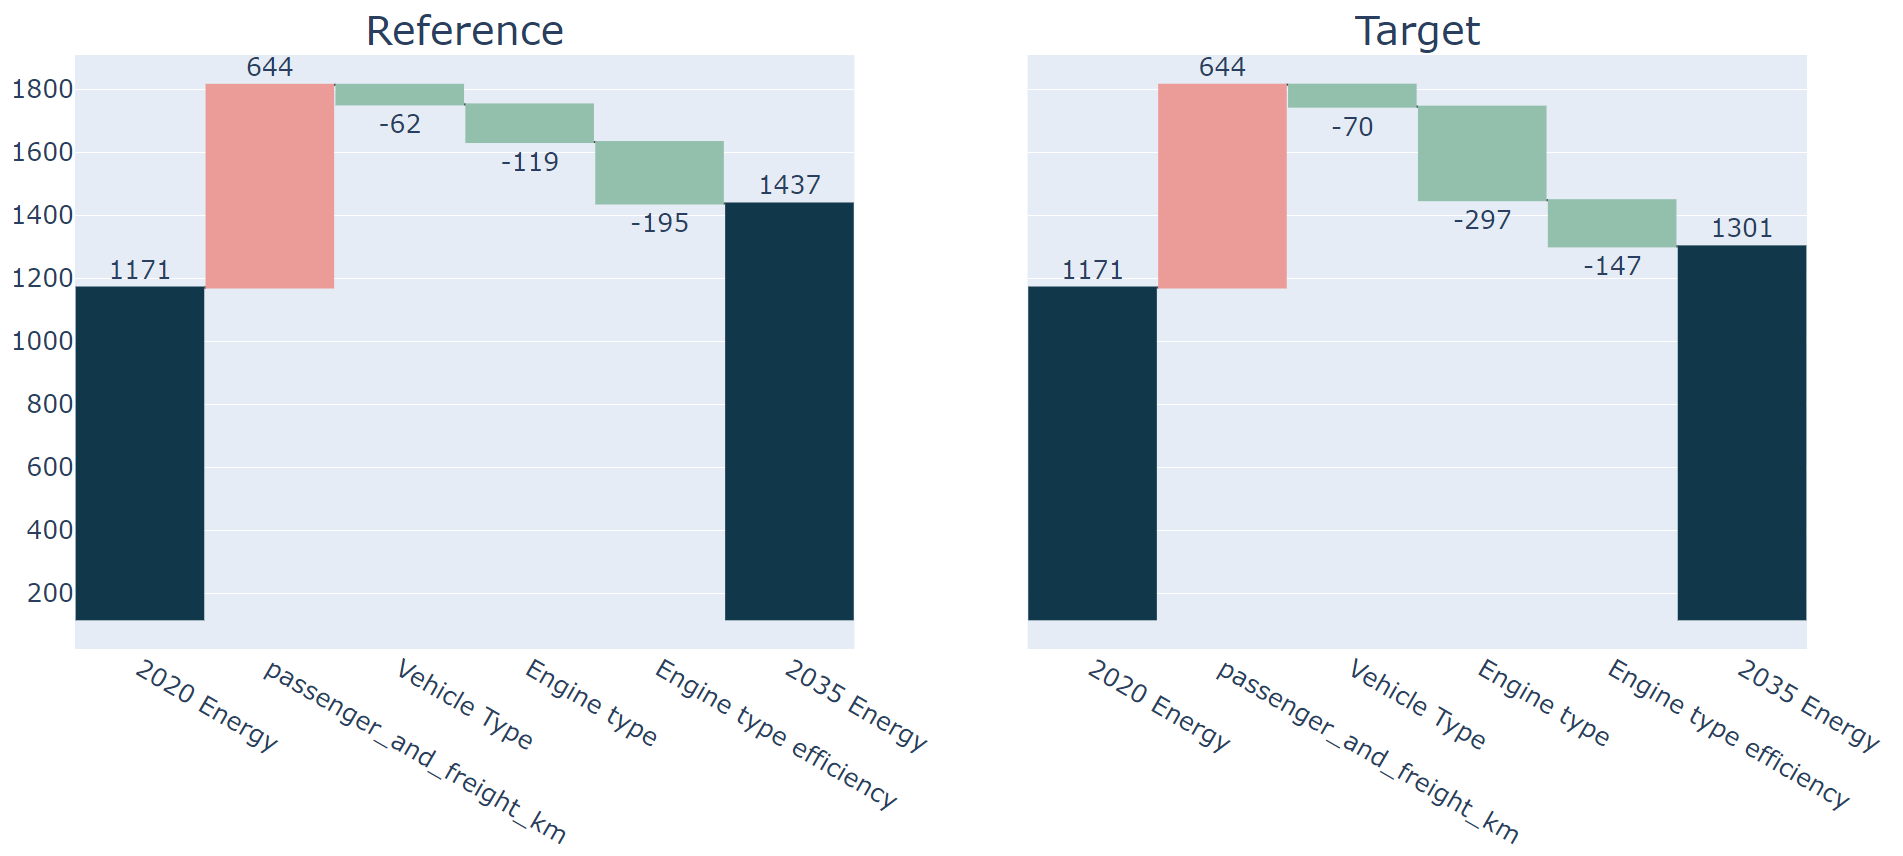 Reference
Target
1800
1600
1400
1200
1000
800
600
400
200
1171
644
-62
-119
-195
1437
2020 Energy
passenger_and_freight_km
Vehicle Type
Engine type
Engine type efficiency
2035 Energy
1171
644
-70
-297
-147
1301
2020 Energy
passenger_and_freight_km
Vehicle Type
Engine type
Engine type efficiency
2035 Energy